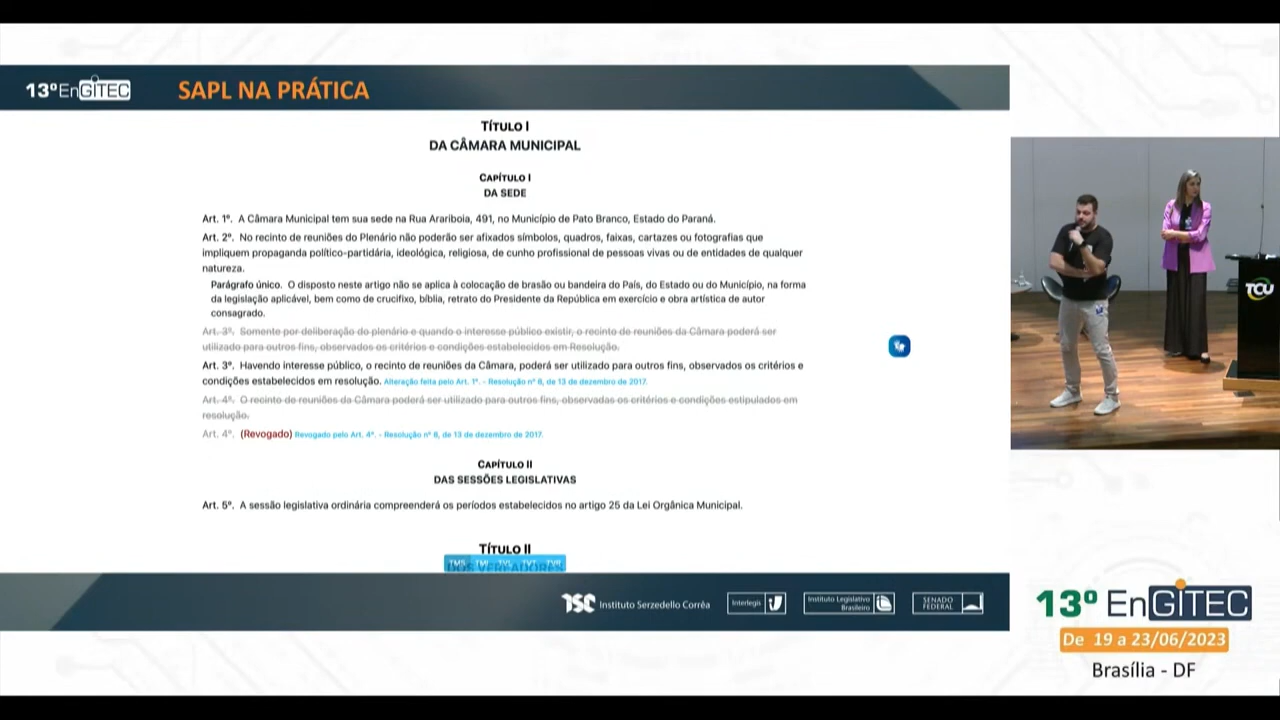 13º EnGITEC
SAPL NA PRÁTICA
TÍTULO I
DA CÂMARA MUNICIPAL
CAPÍTULO I
DA SEDE
Art. 1º. A Câmara Municipal tem sua sede na Rua Arariboia, 491, no Município de Pato Branco, Estado do Paraná.
Art. 2º. No recinto de reuniões do Plenário não poderão ser afixados símbolos, quadros, faixas, cartazes ou fotografias que
impliquem propaganda político-partidária, ideológica, religiosa, de cunho profissional de pessoas vivas ou de entidades de qualquer
natureza.
Parágrafo único. O disposto neste artigo não se aplica à colocação de brasão ou bandeira do País, do Estado ou do Município, na forma
da legislação aplicável, bem como de crucifixo, bíblia, retrato do Presidente da República em exercício e obra artística de autor
consagrado.
Art. 3º. Somente por deliberação do plenário e quando o interesse público existir, o recinto de reuniões da Câmara poderá ser
utilizado para outros fins, observados os critérios e condições estabelecidos em Resolução.
Art. 3º. Havendo interesse público, o recinto de reuniões da Câmara, poderá ser utilizado para outros fins, observados os critérios e
condições estabelecidos em resolução. Alteração feita pelo Art. 1º. - Resolução nº 8, de 13 de dezembro de 2017.
Art. 4º. O recinto de reuniões da Câmara poderá ser utilizado para outros fins, observadas os critérios e condições estipulados em
resolução.
Art. 4º. (Revogado) Revogado pelo Art. 4º. - Resolução nº 8, de 13 de dezembro de 2017.
CAPÍTULO II
DAS SESSÕES LEGISLATIVAS
Art. 5º. A sessão legislativa ordinária compreenderá os períodos estabelecidos no artigo 25 da Lei Orgânica Municipal.
TÍTULO II
DOS VEREADORES
TCU
ISC Instituto Serzedello Corrêa
Interlegis
Instituto Legislativo
Brasileiro
SENADO
FEDERAL
13º EnGITEC
De 19 a 23/06/2023
Brasília - DF